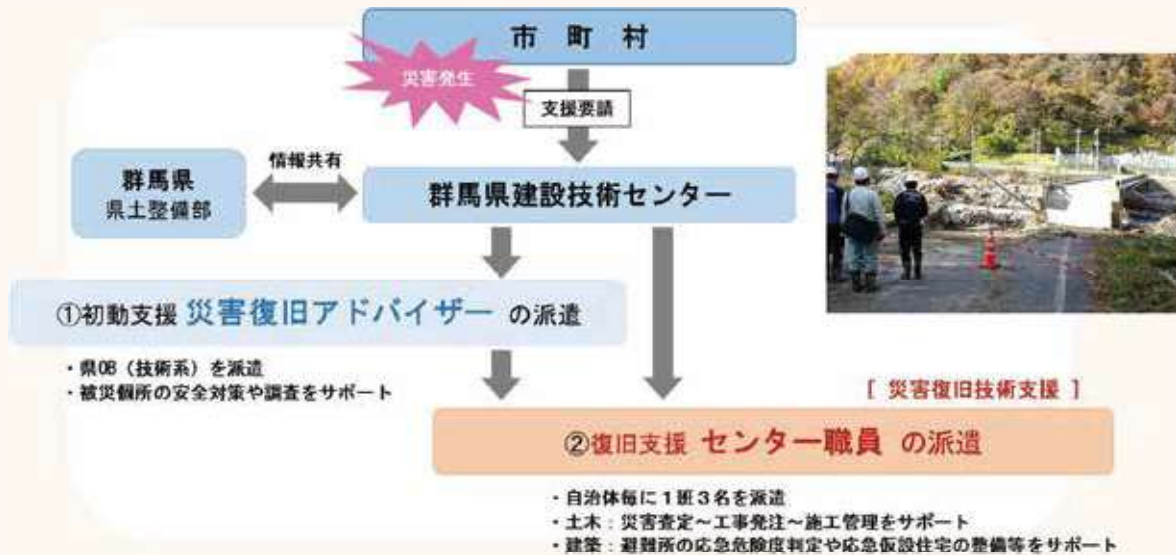 市町村
災害発生
支援要請
情報共有
群馬県
県土整備部
群馬県建設技術センター
①初動支援 災害復旧アドバイザー の派遣
・県OB（技術系）を派遣
・被災個所の安全対策や調査をサポート
［ 災害復旧技術支援 ］
②復旧支援 センター職員 の派遣
・自治体毎に１班３名を派遣
・土木：災害査定～工事発注～施工管理をサポート
・建築：避難所の応急危険度判定や応急仮設住宅の整備等をサポート